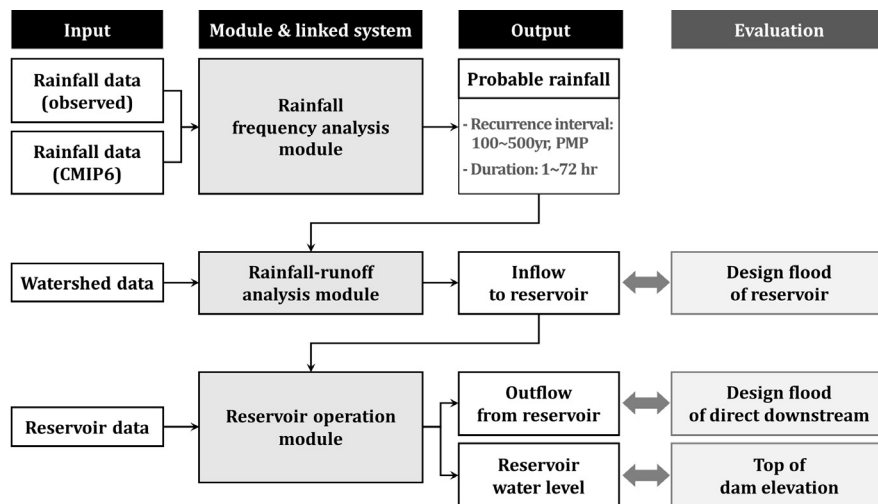 Input
Module & linked system
Output
Evaluation
Rainfall data
(observed)
Rainfall data
(CMIP6)
Rainfall
frequency analysis
module
Probable rainfall
- Recurrence interval:
100~500yr, PMP
- Duration: 1~72 hr
Watershed data
Rainfall-runoff
analysis module
Inflow
to reservoir
Design flood
of reservoir
Reservoir data
Reservoir operation
module
Outflow
from reservoir
Design flood
of direct downstream
Reservoir
water level
Top of
dam elevation